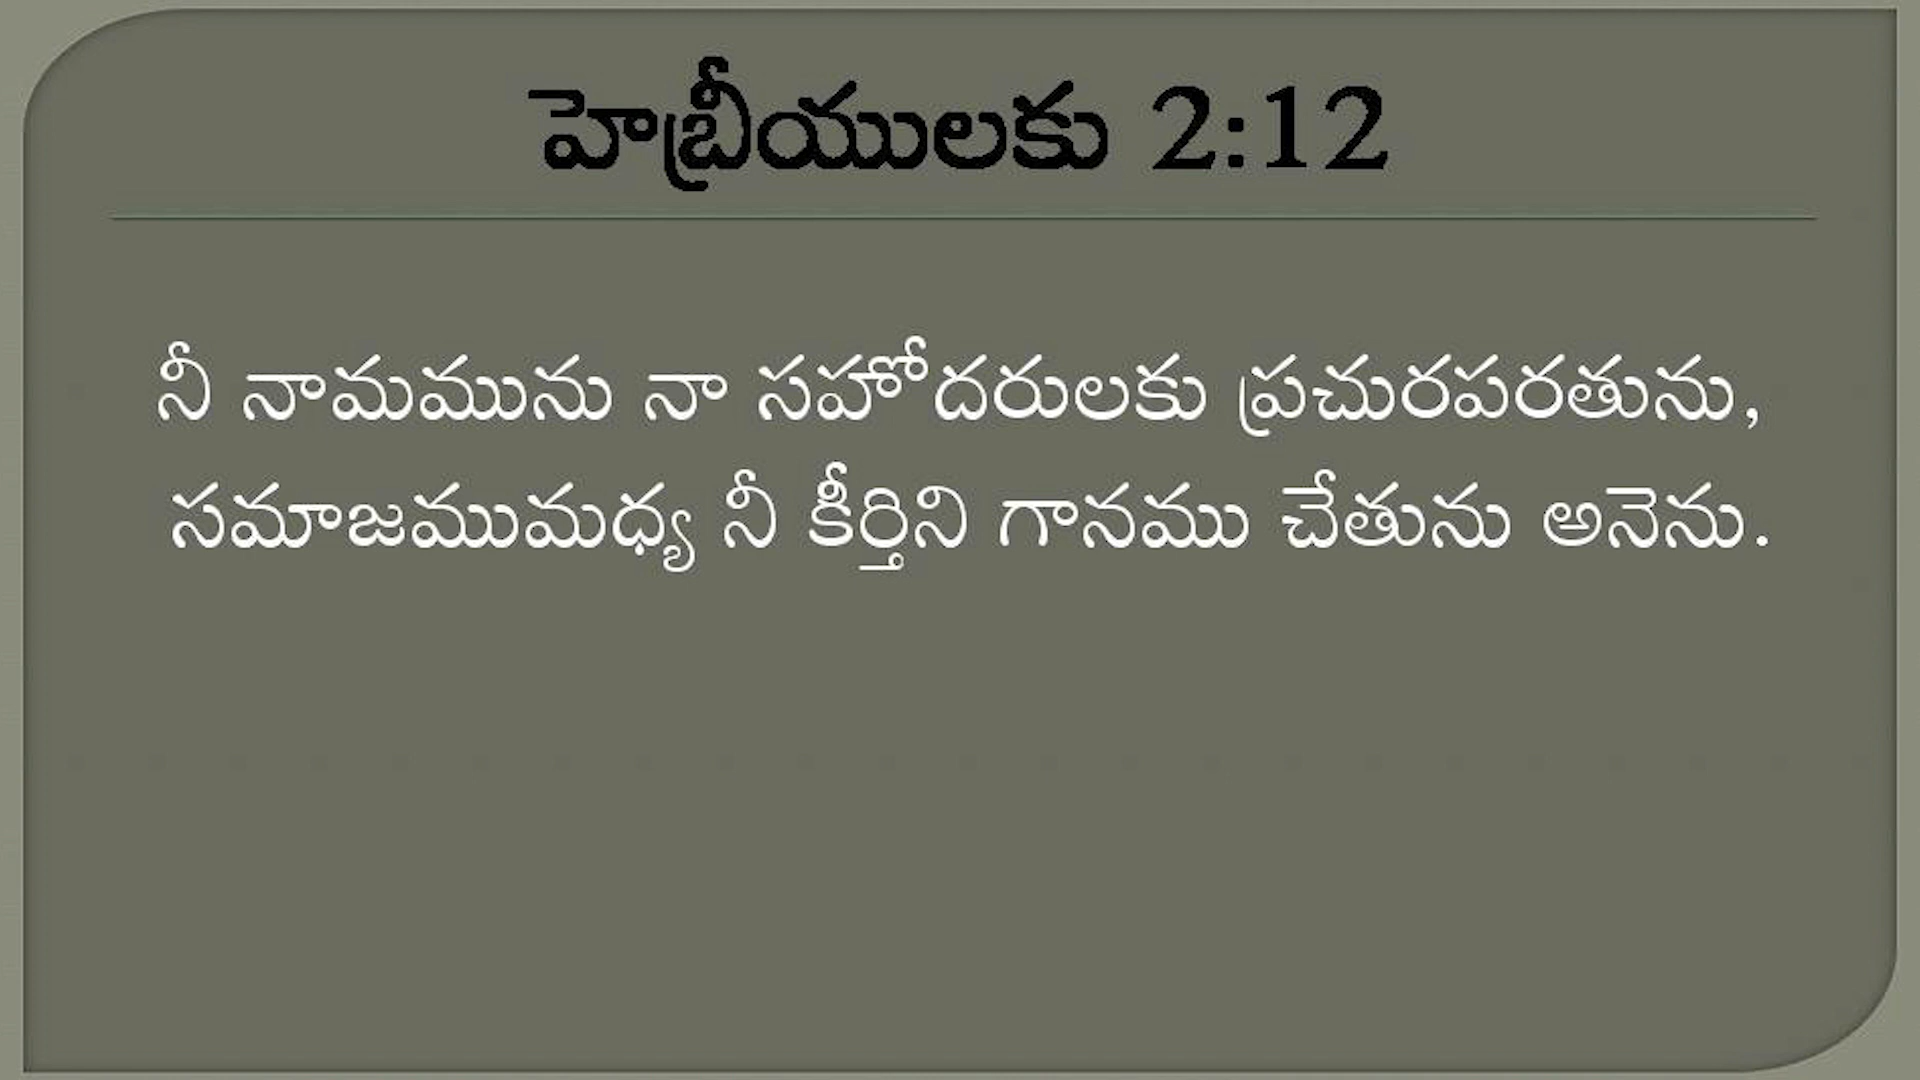 హెబ్రీయులకు 2:12
నీ నామమును నా సహోదరులకు ప్రచురపరతును,
సమాజముమధ్య నీ కీర్తిని గానము చేతును అనెను.